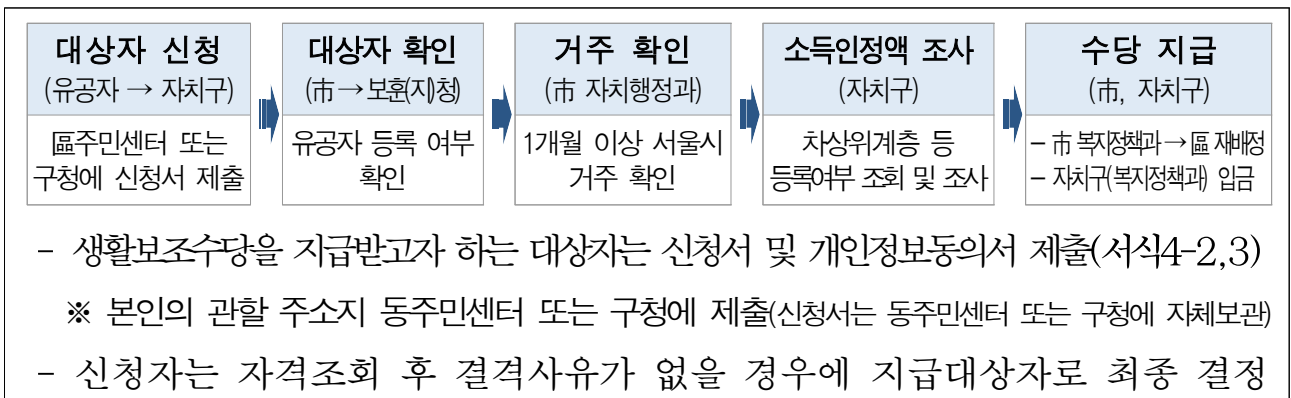 대상자 신청
(유공자 → 자치구)
區주민센터 또는
구청에 신청서 제출
대상자 확인
(市→보훈(지)청)
유공자 등록 여부
확인
거주 확인
(市 자치행정과)
1개월 이상 서울시
거주 확인
소득인정액 조사
(자치구)
차상위계층 등
등록여부 조회 및 조사
수당 지급
(市, 자치구)
- 市 복지정책과→區 재배정
- 자치구(복지정책과) 입금
- 생활보조수당을 지급받고자 하는 대상자는 신청서 및 개인정보동의서 제출(서식4-2,3)
※ 본인의 관할 주소지 동주민센터 또는 구청에 제출(신청서는 동주민센터 또는 구청에 자체보관)
- 신청자는 자격조회 후 결격사유가 없을 경우에 지급대상자로 최종 결정